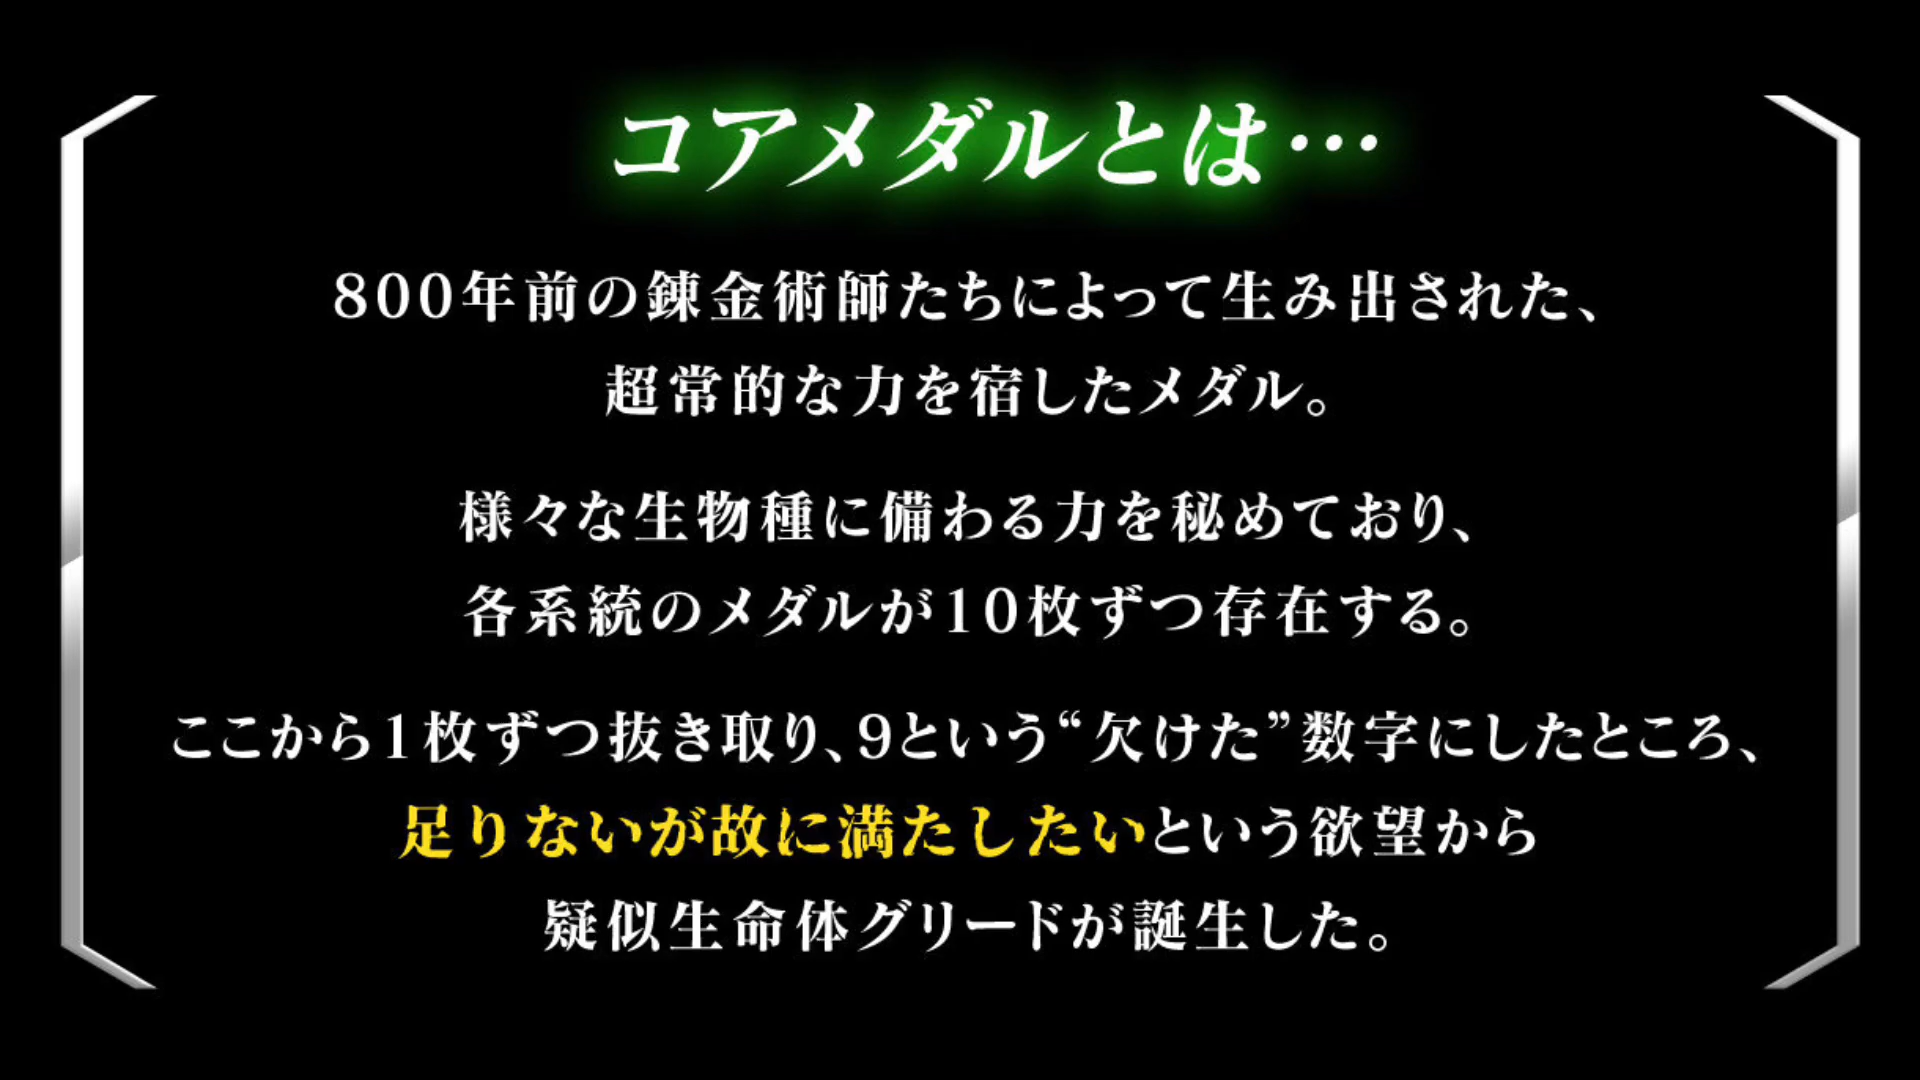 コアメダルとは…
800年前の錬金術師たちによって生み出された、
超常的な力を宿したメダル。
様々な生物種に備わる力を秘めており、
各系統のメダルが10枚ずつ存在する。
ここから1枚ずつ抜き取り、9という“欠けた”数字にしたところ、
足りないが故に満たしたいという欲望から
疑似生命体グリードが誕生した。